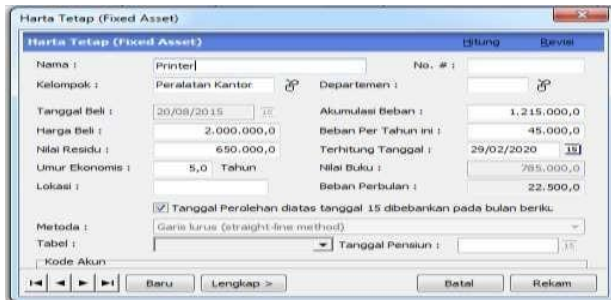 Harta Tetap (Fixed Asset)
Harta Tetap (Fixed Asset) Hitung Revisi
Nama : Printer No. # :
Kelompok : Peralatan Kantor Departemen :
Tanggal Beli : 20/08/2015 15 Akumulasi Beban : 1.215.000,0
Harga Beli : 2.000.000,0 Beban Per Tahun ini : 45.000,0
Nilai Residu : 650.000,0 Terhitung Tanggal : 29/02/2020 15
Umur Ekonomis : 5,0 Tahun Nilai Buku : 785.000,0
Lokasi : Beban Perbulan : 22.500,0
Tanggal Perolehan diatas tanggal 15 dibebankan pada bulan beriku
Metoda : Garis lurus (straight-line method)
Tabel : Tanggal Pensiun : 15
Kode Akun
Baru Lengkap > Batal Rekam